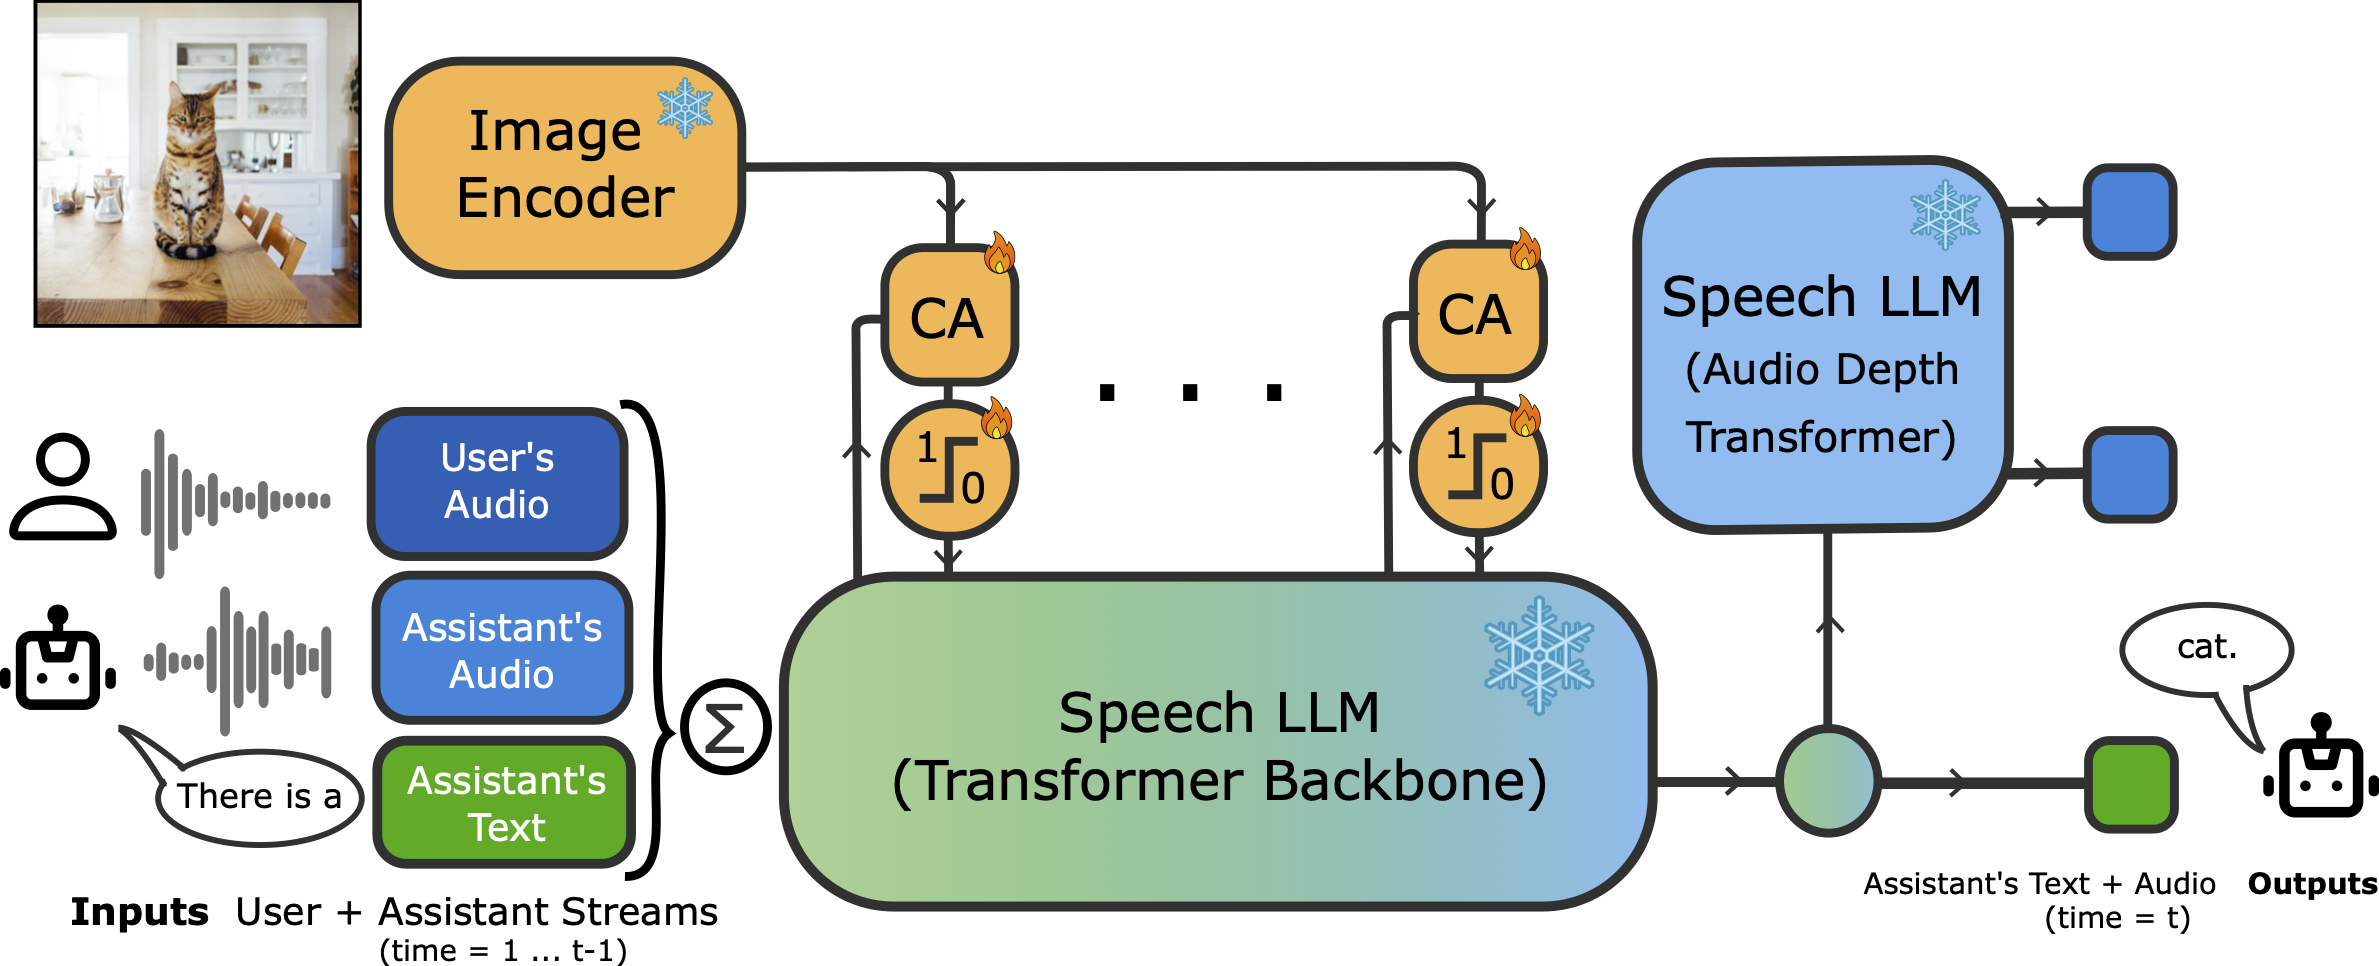 Image
Encoder
CA
CA
1
0
1
0
User's
Audio
Assistant's
Audio
Assistant's
Text
There is a
Σ
Inputs User + Assistant Streams
(time = 1 ... t-1)
. . .
Speech LLM
(Transformer Backbone)
Speech LLM
(Audio Depth
Transformer)
cat.
Assistant's Text + Audio Outputs
(time = t)